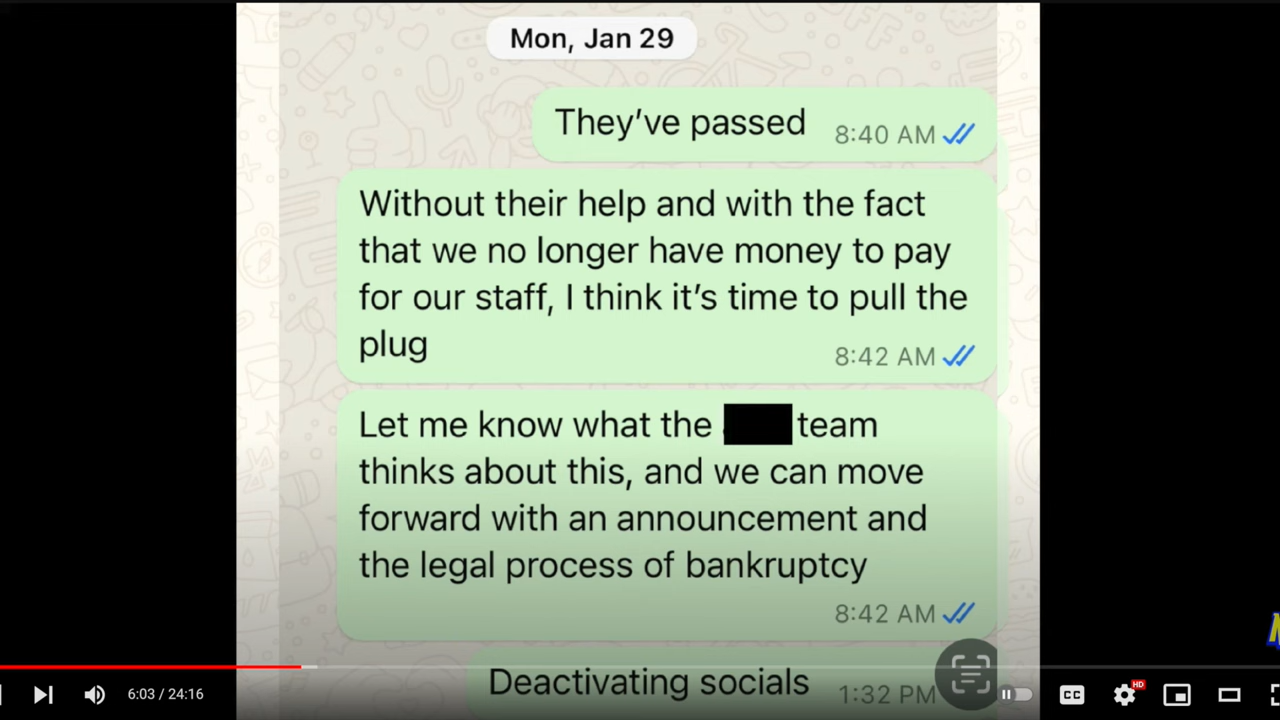 Mon, Jan 29
They've passed
8:40 AM
Without their help and with the fact
that we no longer have money to pay
for our staff, I think it's time to pull the
plug
8:42 AM
Let me know what the team
thinks about this, and we can move
forward with an announcement and
the legal process of bankruptcy
8:42 AM
Deactivating socials
1:32 PM
6:03 / 24:16
CC
HD